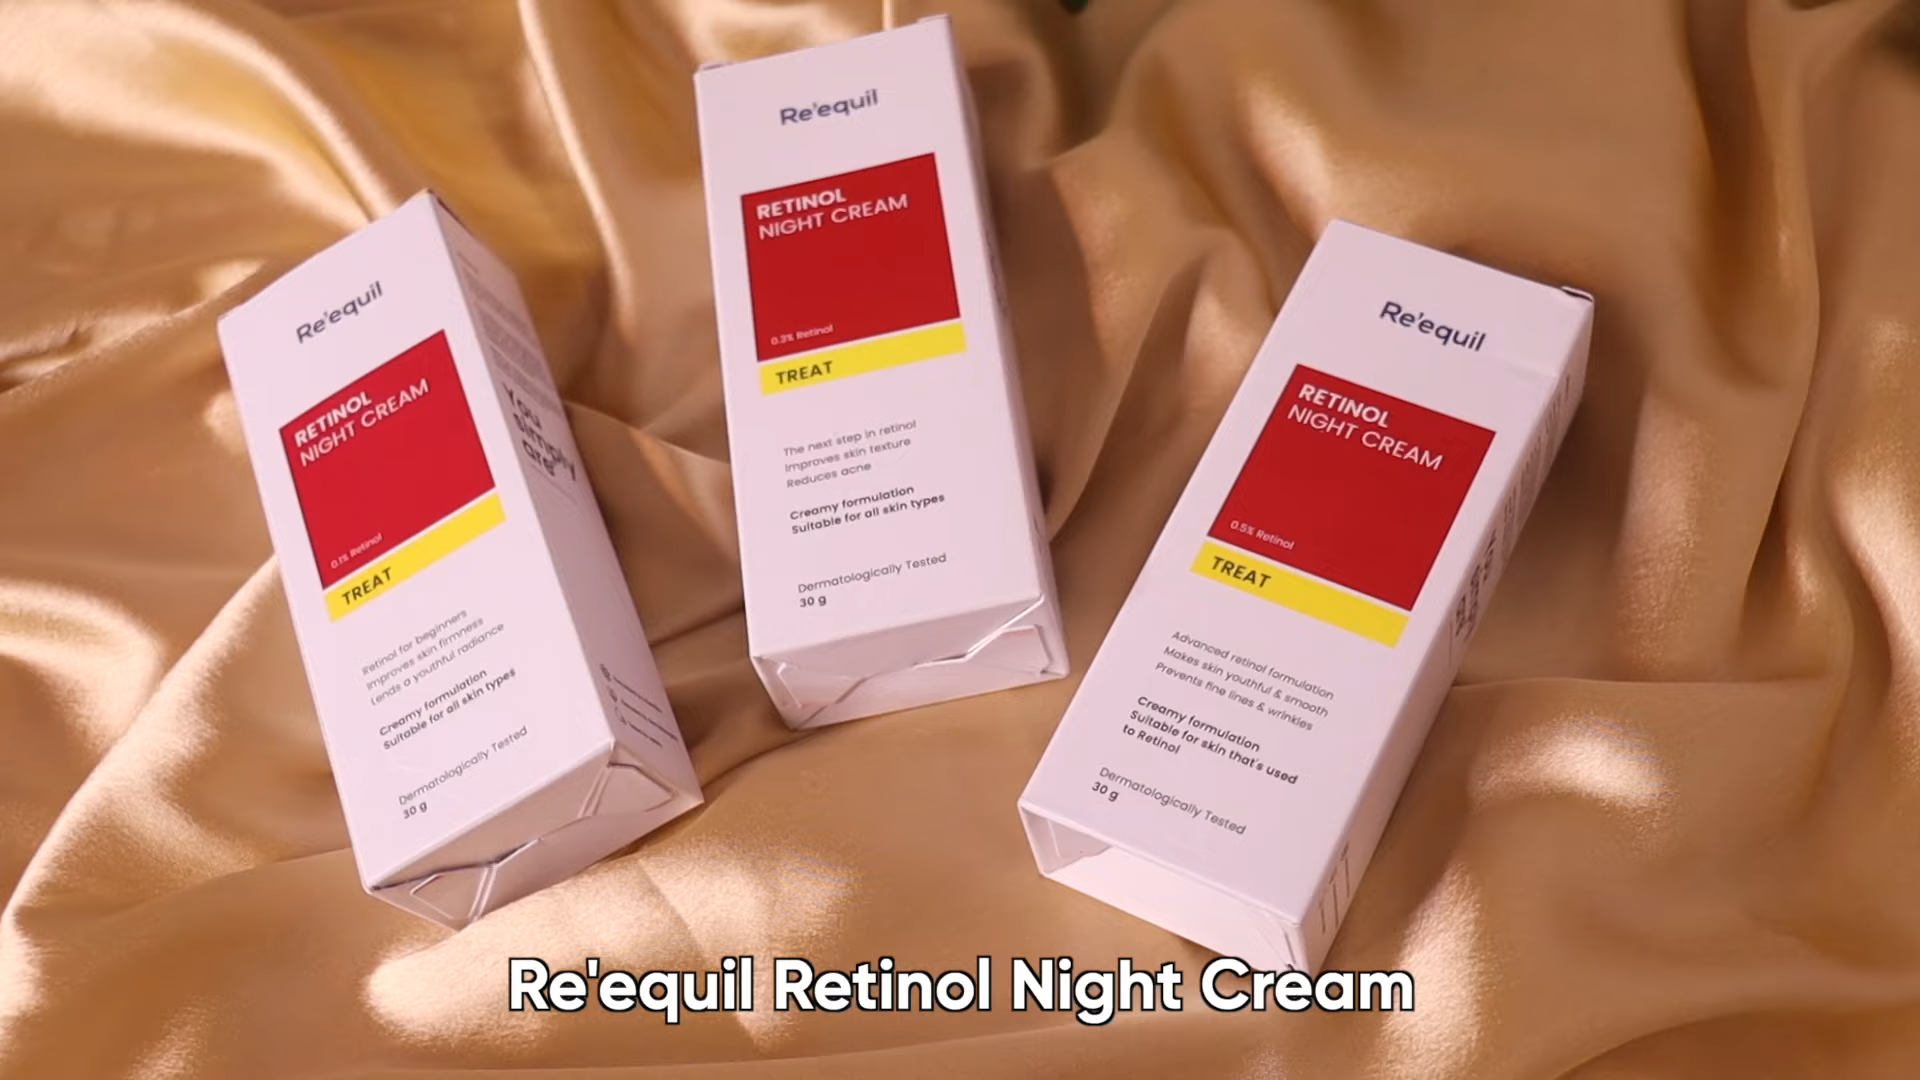 Re'equil
RETINOL
NIGHT CREAM
0.1% Retinol
TREAT
Retinol for beginners
Improves skin firmness
Lends a youthful radiance
Creamy formulation
Suitable for all skin types
Dermatologically Tested
30 g
You
simply
are
Re'equil
RETINOL
NIGHT CREAM
0.3% Retinol
TREAT
The next step in retinol
Improves skin texture
Reduces acne
Creamy formulation
Suitable for all skin types
Dermatologically Tested
30 g
Re'equil
RETINOL
NIGHT CREAM
0.5% Retinol
TREAT
Advanced retinol formulation
Makes skin youthful & smooth
Prevents fine lines & wrinkles
Creamy formulation
Suitable for skin that's used
to Retinol
Dermatologically Tested
30 g
Re'equil Retinol Night Cream